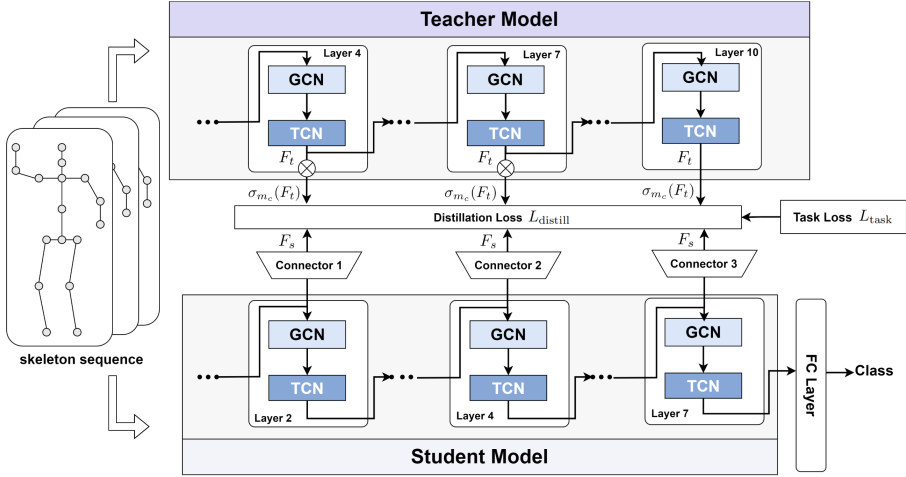 Teacher Model
Layer 4
Layer 7
Layer 10
GCN
GCN
GCN
TCN
TCN
TCN
F_t
F_t
F_t
σ_{m_c}(F_t)
σ_{m_c}(F_t)
σ_{m_c}(F_t)
Distillation Loss L_distill
Task Loss L_task
F_s
F_s
F_s
Connector 1
Connector 2
Connector 3
skeleton sequence
GCN
GCN
GCN
TCN
TCN
TCN
Layer 2
Layer 4
Layer 7
FC Layer
Class
Student Model